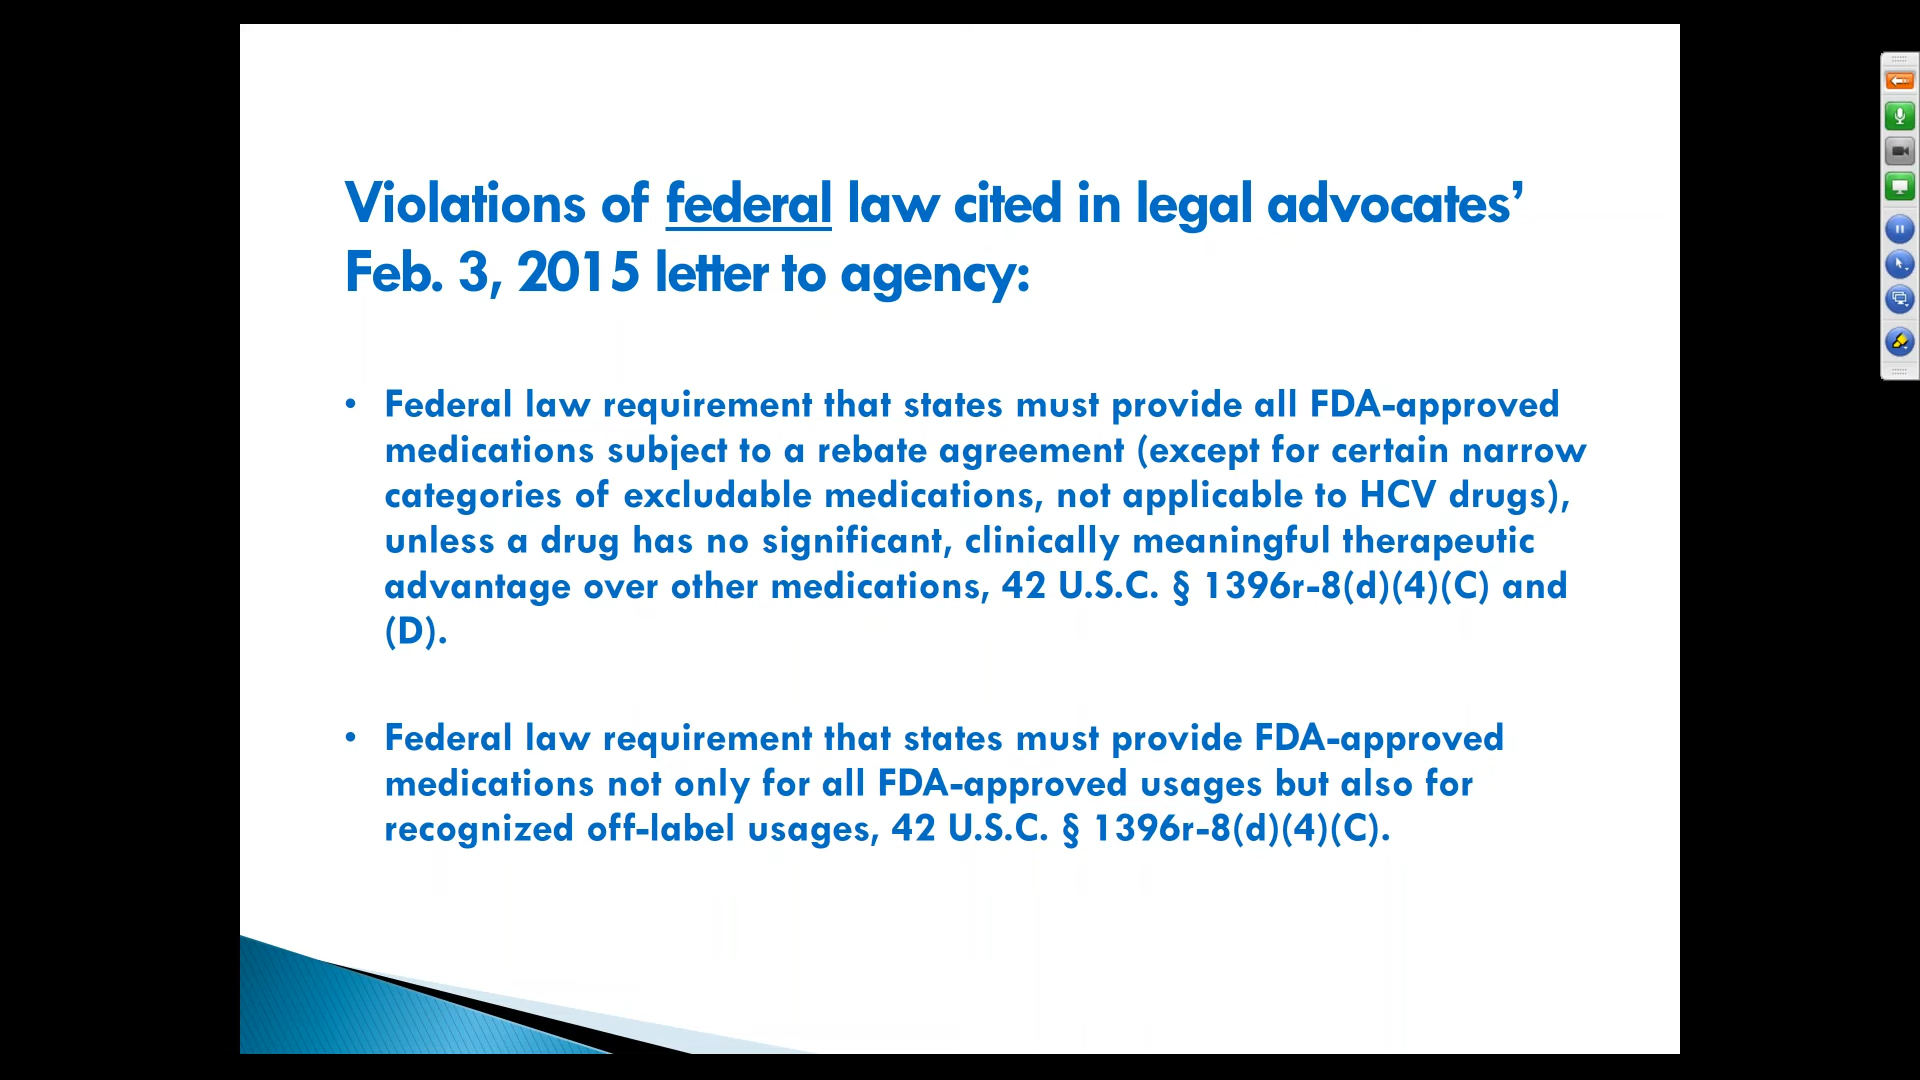 Violations of federal law cited in legal advocates’
Feb. 3, 2015 letter to agency:
• Federal law requirement that states must provide all FDA-approved
medications subject to a rebate agreement (except for certain narrow
categories of excludable medications, not applicable to HCV drugs),
unless a drug has no significant, clinically meaningful therapeutic
advantage over other medications, 42 U.S.C. § 1396r-8(d)(4)(C) and
(D).
• Federal law requirement that states must provide FDA-approved
medications not only for all FDA-approved usages but also for
recognized off-label usages, 42 U.S.C. § 1396r-8(d)(4)(C).